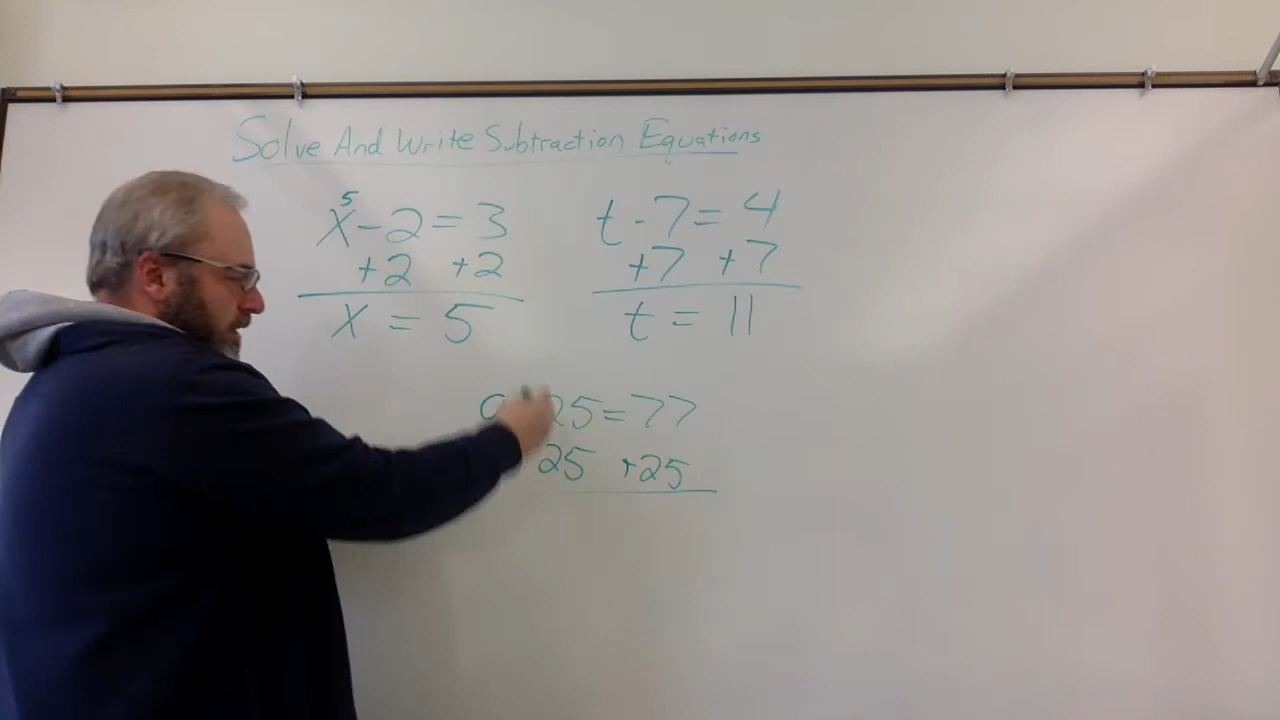 Solve And Write Subtraction Equations
5
x - 2 = 3
+2 +2
x = 5
t - 7 = 4
+7 +7
t = 11
25 = 77
25 +25